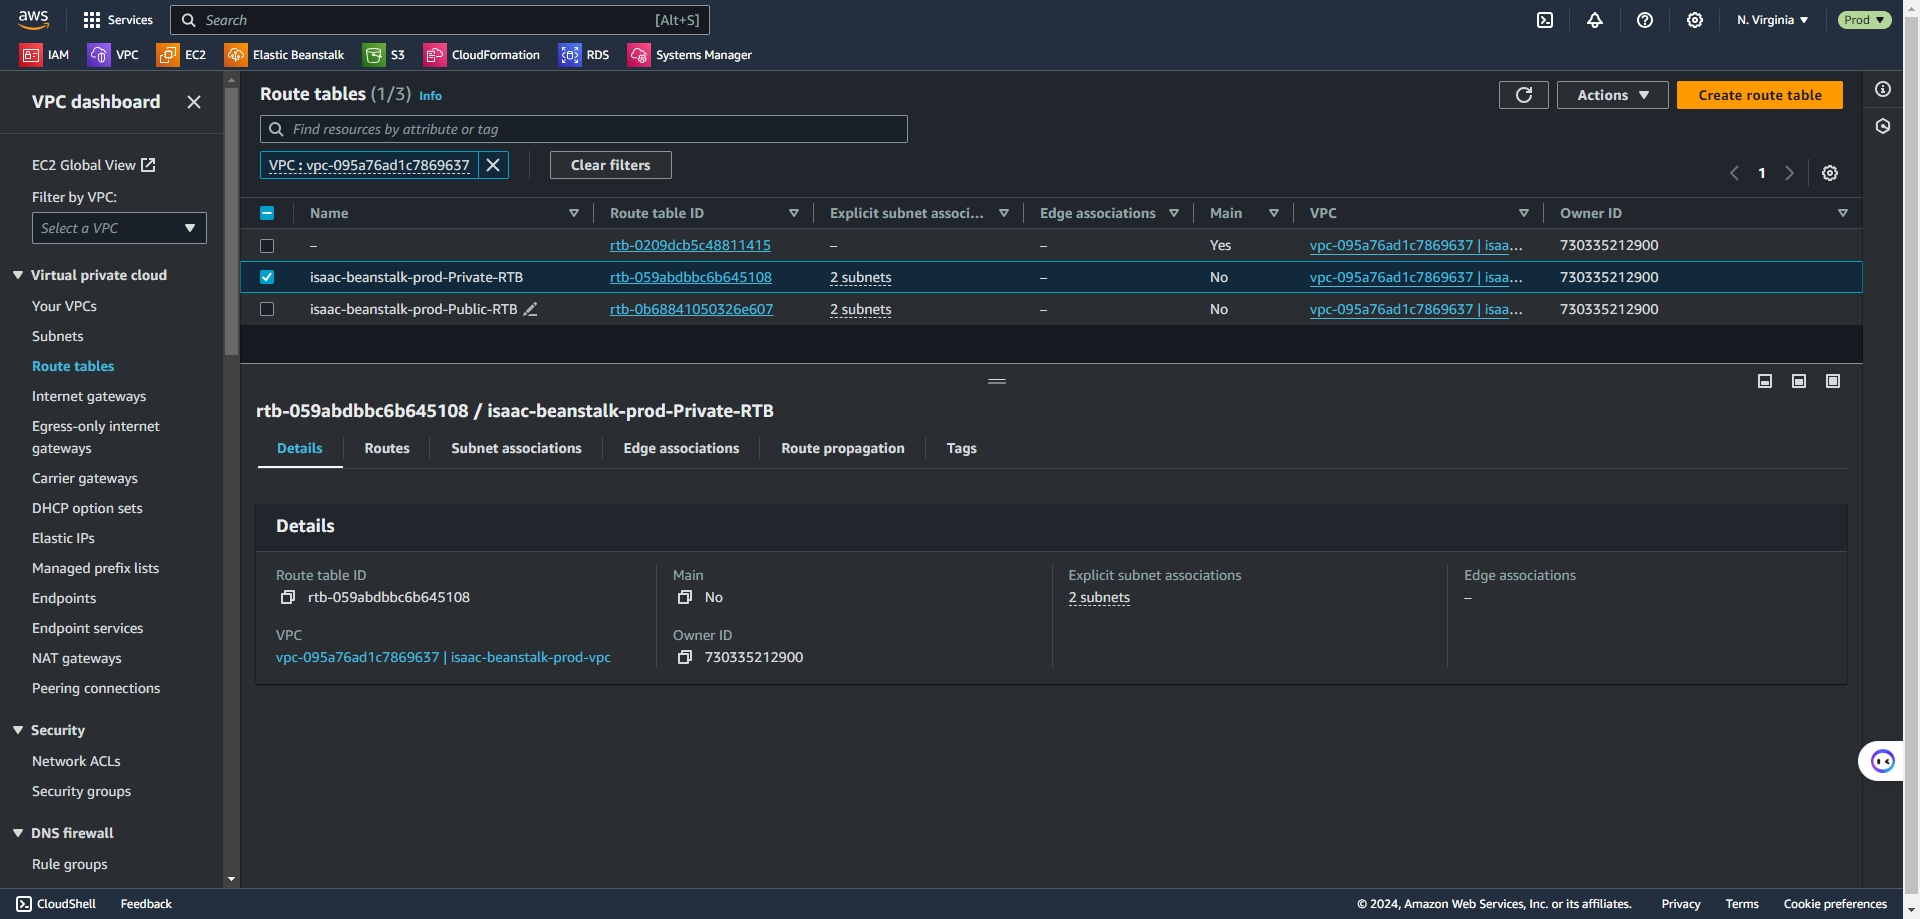 aws
Services
Search
[Alt+S]
N. Virginia
Prod
IAM
VPC
EC2
Elastic Beanstalk
S3
CloudFormation
RDS
Systems Manager
VPC dashboard
EC2 Global View
Filter by VPC:
Select a VPC
Virtual private cloud
Your VPCs
Subnets
Route tables
Internet gateways
Egress-only internet
gateways
Carrier gateways
DHCP option sets
Elastic IPs
Managed prefix lists
Endpoints
Endpoint services
NAT gateways
Peering connections
Security
Network ACLs
Security groups
DNS firewall
Rule groups
Route tables (1/3) Info
Actions
Create route table
Find resources by attribute or tag
VPC : vpc-095a76ad1c7869637
Clear filters
1
Name Route table ID Explicit subnet associ... Edge associations Main VPC Owner ID
– rtb-0209dcb5c48811415 – – Yes vpc-095a76ad1c7869637 | isaa... 730335212900
isaac-beanstalk-prod-Private-RTB rtb-059abdbbc6b645108 2 subnets – No vpc-095a76ad1c7869637 | isaa... 730335212900
isaac-beanstalk-prod-Public-RTB rtb-0b68841050326e607 2 subnets – No vpc-095a76ad1c7869637 | isaa... 730335212900
rtb-059abdbbc6b645108 / isaac-beanstalk-prod-Private-RTB
Details Routes Subnet associations Edge associations Route propagation Tags
Details
Route table ID
rtb-059abdbbc6b645108
VPC
vpc-095a76ad1c7869637 | isaac-beanstalk-prod-vpc
Main
No
Owner ID
730335212900
Explicit subnet associations
2 subnets
Edge associations
–
CloudShell Feedback
© 2024, Amazon Web Services, Inc. or its affiliates. Privacy Terms Cookie preferences